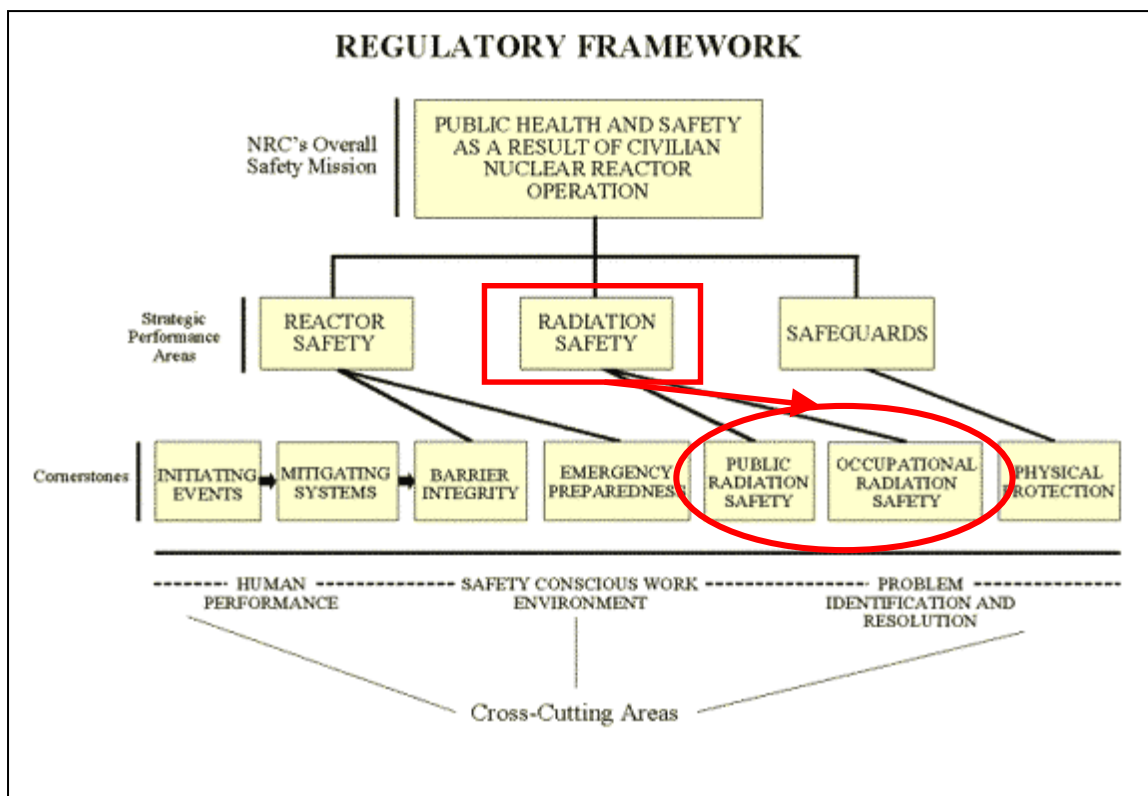 REGULATORY FRAMEWORK
NRC's Overall
Safety Mission
PUBLIC HEALTH AND SAFETY
AS A RESULT OF CIVILIAN
NUCLEAR REACTOR
OPERATION
Strategic
Performance
Areas
REACTOR
SAFETY
RADIATION
SAFETY
SAFEGUARDS
Cornerstones
INITIATING
EVENTS
MITIGATING
SYSTEMS
BARRIER
INTEGRITY
EMERGENCY
PREPAREDNESS
PUBLIC
RADIATION
SAFETY
OCCUPATIONAL
RADIATION
SAFETY
PHYSICAL
PROTECTION
HUMAN
PERFORMANCE
SAFETY CONSCIOUS WORK
ENVIRONMENT
PROBLEM
IDENTIFICATION AND
RESOLUTION
Cross-Cutting Areas